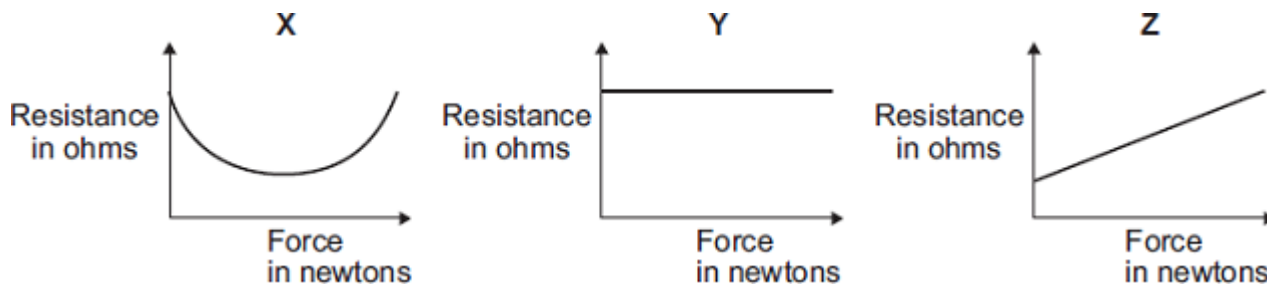 X
Resistance
in ohms
Force
in newtons
Y
Resistance
in ohms
Force
in newtons
Z
Resistance
in ohms
Force
in newtons